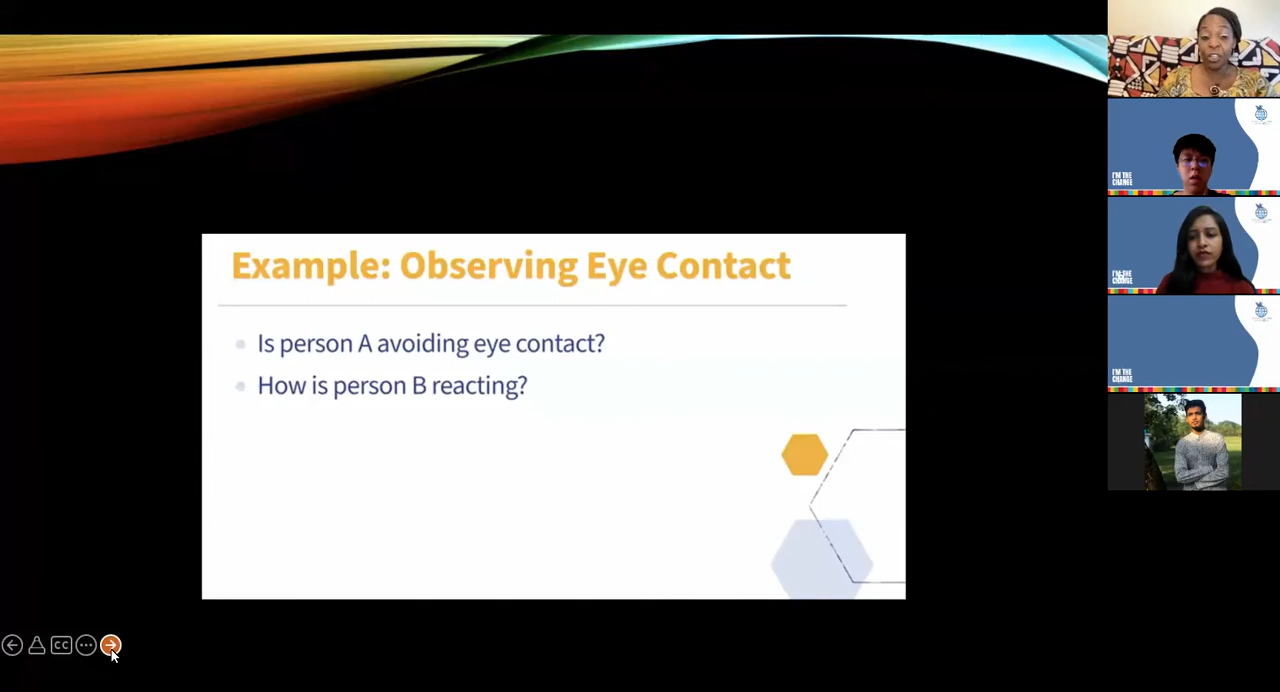 Example: Observing Eye Contact
Is person A avoiding eye contact?
How is person B reacting?
CC
I'M THE
CHANGE
I'M THE
CHANGE
I'M THE
CHANGE